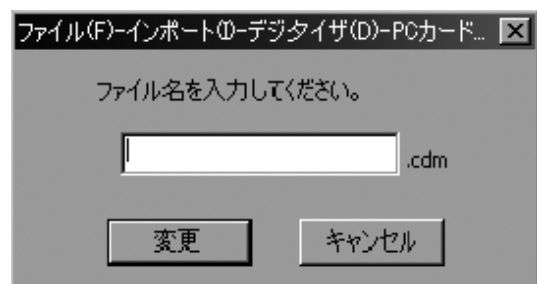 ファイル(F)-インポート(I)-デジタイザ(D)-PCカード...
ファイル名を入力してください。
.cdm
変更 キャンセル